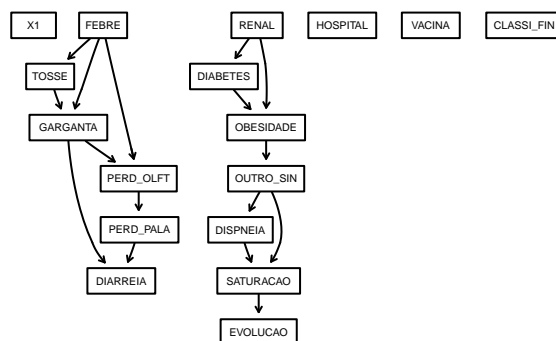 X1 FEBRE RENAL HOSPITAL VACINA CLASSI_FIN
TOSSE DIABETES
GARGANTA OBESIDADE
PERD_OLFT OUTRO_SIN
PERD_PALA DISPNEIA
DIARREIA SATURACAO
EVOLUCAO